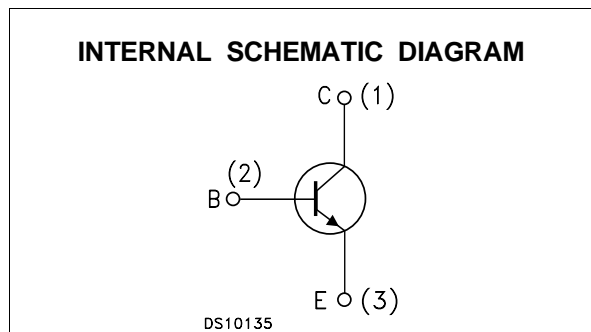 INTERNAL SCHEMATIC DIAGRAM
C (1)
(2)
B
E (3)
DS10135